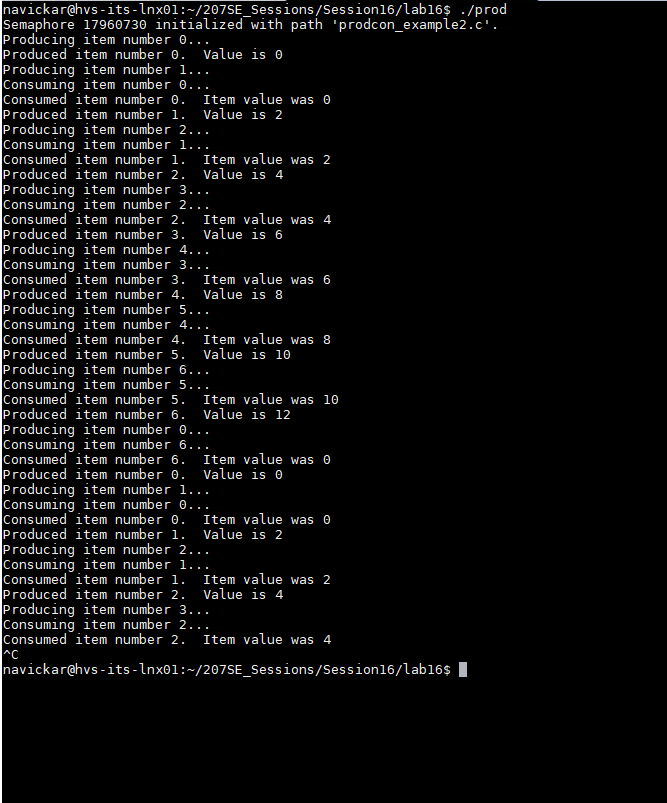 navickar@hvs-its-lnx01:~/207SE_Sessions/Session16/lab16$ ./prod
Semaphore 17960730 initialized with path 'prodcon_example2.c'.
Producing item number 0...
Produced item number 0.  Value is 0
Producing item number 1...
Consuming item number 0...
Consumed item number 0.  Item value was 0
Produced item number 1.  Value is 2
Producing item number 2...
Consuming item number 1...
Consumed item number 1.  Item value was 2
Produced item number 2.  Value is 4
Producing item number 3...
Consuming item number 2...
Consumed item number 2.  Item value was 4
Produced item number 3.  Value is 6
Producing item number 4...
Consuming item number 3...
Consumed item number 3.  Item value was 6
Produced item number 4.  Value is 8
Producing item number 5...
Consuming item number 4...
Consumed item number 4.  Item value was 8
Produced item number 5.  Value is 10
Producing item number 6...
Consuming item number 5...
Consumed item number 5.  Item value was 10
Produced item number 6.  Value is 12
Producing item number 0...
Consuming item number 6...
Consumed item number 6.  Item value was 0
Produced item number 0.  Value is 0
Producing item number 1...
Consuming item number 0...
Consumed item number 0.  Item value was 0
Produced item number 1.  Value is 2
Producing item number 2...
Consuming item number 1...
Consumed item number 1.  Item value was 2
Produced item number 2.  Value is 4
Producing item number 3...
Consuming item number 2...
Consumed item number 2.  Item value was 4
^C
navickar@hvs-its-lnx01:~/207SE_Sessions/Session16/lab16$